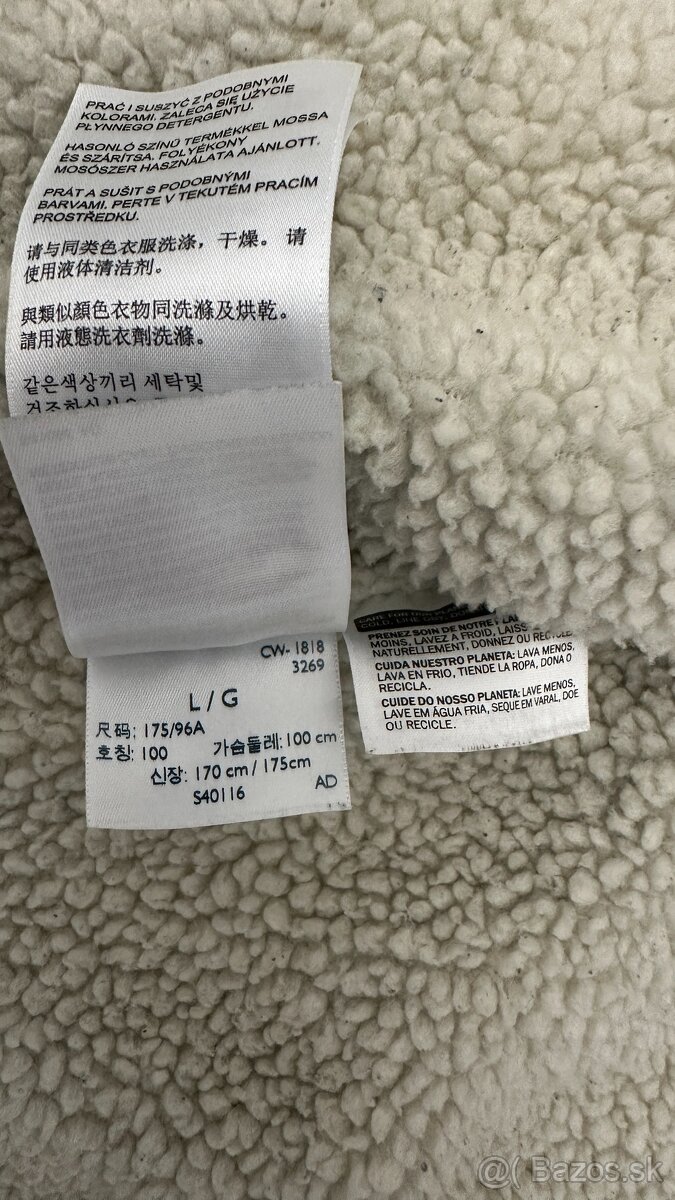 PRAĆ I SUSZYĆ Z PODOBNYMI
KOLORAMI. ZALECA SIĘ UŻYCIE
PŁYNNEGO DETERGENTU.
HASONLÓ SZÍNŰ TERMÉKKEL MOSSA
ÉS SZÁRÍTSA. FOLYÉKONY
MOSÓSZER HASZNÁLATA AJÁNLOTT.
PRÁT A SUŠIT S PODOBNÝMI
BARVAMI. PERTE V TEKUTÉM PRACÍM
PROSTŘEDKU.
请与同类色衣服洗涤，干燥。请
使用液体清洁剂。
與類似顏色衣物同洗滌及烘乾。
請用液態洗衣劑洗滌。
같은색상끼리 세탁및
CW-1818
3269
L/G
尺码: 175/96A
호칭: 100 가슴둘레: 100 cm
신장: 170 cm/175cm
S40116 AD
CARE FOR OUR
COLD, LINE DRY,
PRENEZ SOIN DE NOTRE
MOINS, LAVEZ A FROID,
NATURELLEMENT, DONNEZ OU
CUIDA NUESTRO PLANETA: LAVA MENOS,
LAVA EN FRIO, TIENDE LA ROPA, DONA O
RECICLA.
CUIDE DO NOSSO PLANETA: LAVE MENOS,
LAVE EM ÁGUA FRIA, SEQUE EM VARAL, DOE
OU RECICLE.
@( Bazos.sk